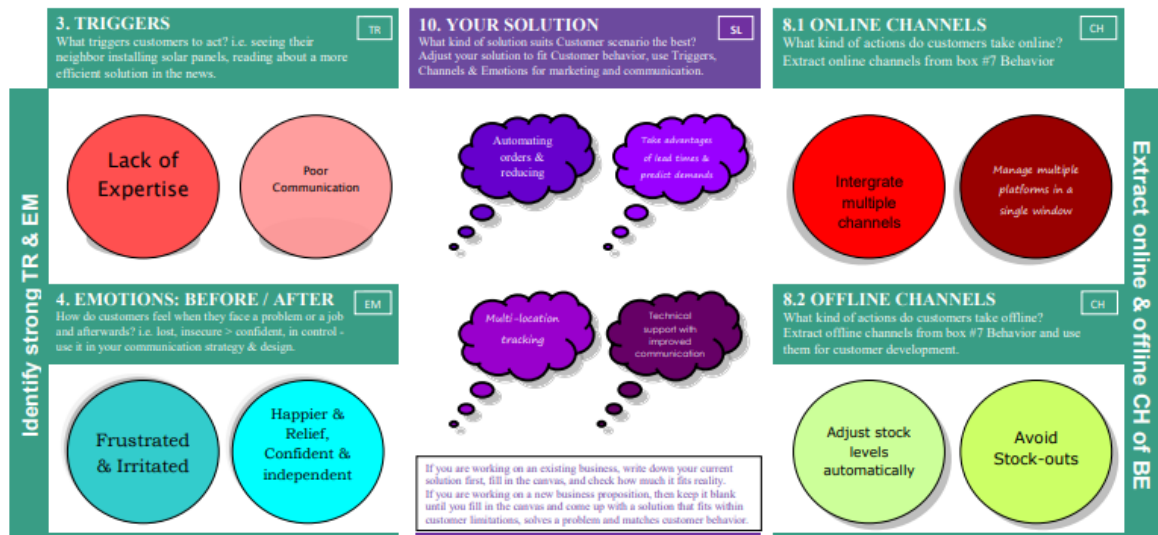 3. TRIGGERS
TR
What triggers customers to act? i.e. seeing their
neighbor installing solar panels, reading about a more
efficient solution in the news.
Lack of
Expertise
Poor
Communication
Identify strong TR & EM
4. EMOTIONS: BEFORE / AFTER
EM
How do customers feel when they face a problem or a job
and afterwards? i.e. lost, insecure > confident, in control -
use it in your communication strategy & design.
Frustrated
& Irritated
Happier &
Relief,
Confident &
independent
10. YOUR SOLUTION
SL
What kind of solution suits Customer scenario the best?
Adjust your solution to fit Customer behavior, use Triggers,
Channels & Emotions for marketing and communication.
Automating
orders &
reducing
Take advantages
of lead times &
predict demands
Multi-location
tracking
Technical
support with
improved
communication
If you are working on an existing business, write down your current
solution first, fill in the canvas, and check how much it fits reality.
If you are working on a new business proposition, then keep it blank
until you fill in the canvas and come up with a solution that fits within
customer limitations, solves a problem and matches customer behavior.
8.1 ONLINE CHANNELS
CH
What kind of actions do customers take online?
Extract online channels from box #7 Behavior
Intergrate
multiple
channels
Manage multiple
platforms in a
single window
8.2 OFFLINE CHANNELS
CH
What kind of actions do customers take offline?
Extract offline channels from box #7 Behavior and use
them for customer development.
Adjust stock
levels
automatically
Avoid
Stock-outs
Extract online & offline CH of BE